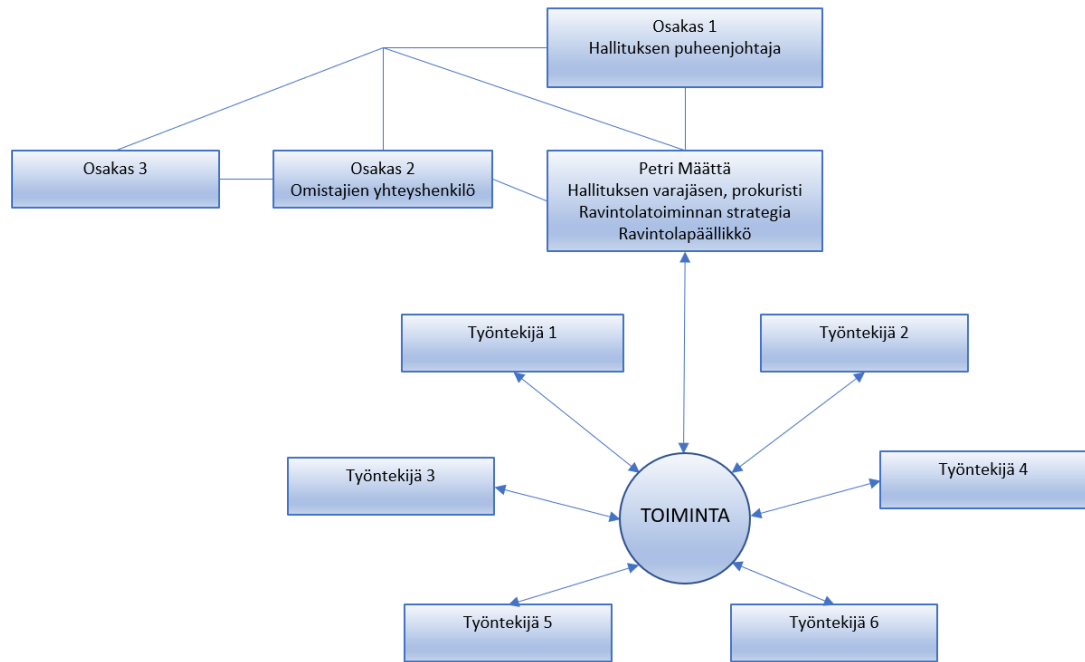 Osakas 1
Hallituksen puheenjohtaja
Osakas 3
Osakas 2
Omistajien yhteyshenkilö
Petri Määttä
Hallituksen varajäsen, prokuristi
Ravintolatoiminnan strategia
Ravintolapäällikkö
Työntekijä 1
Työntekijä 2
Työntekijä 3
Työntekijä 4
TOIMINTA
Työntekijä 5
Työntekijä 6